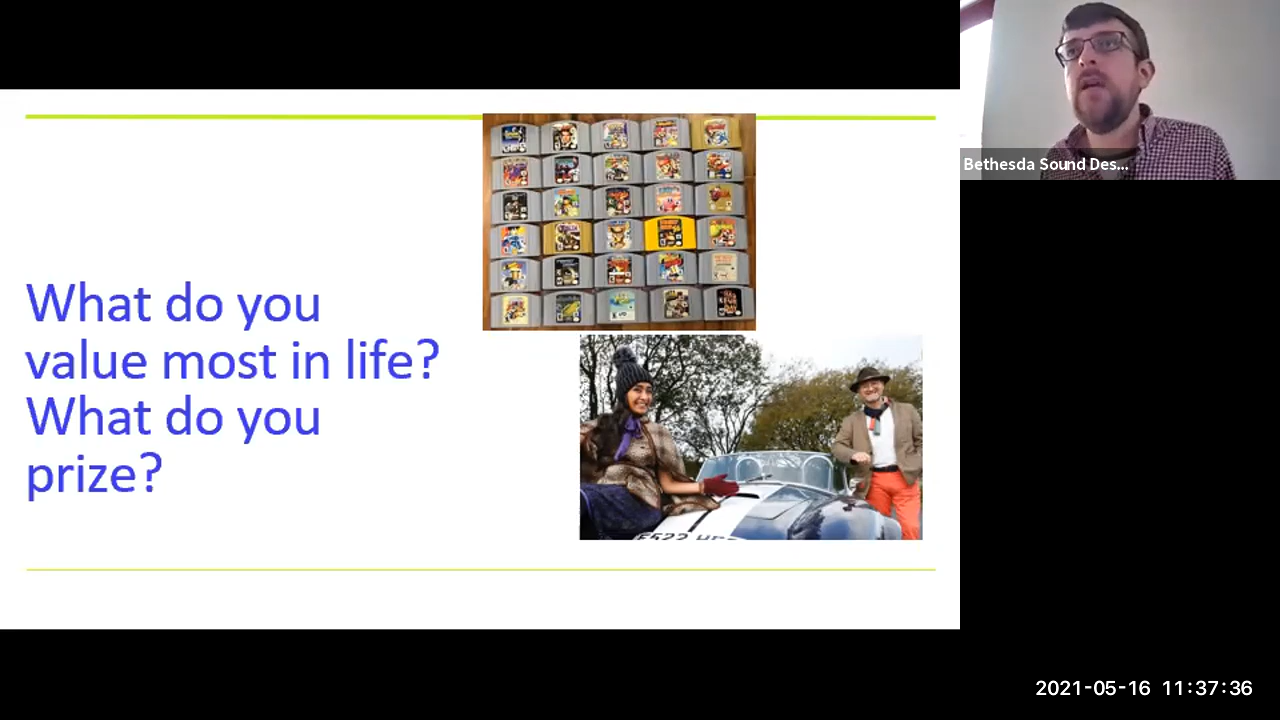 Bethesda Sound Des...
What do you
value most in life?
What do you
prize?
2021-05-16 11:37:36